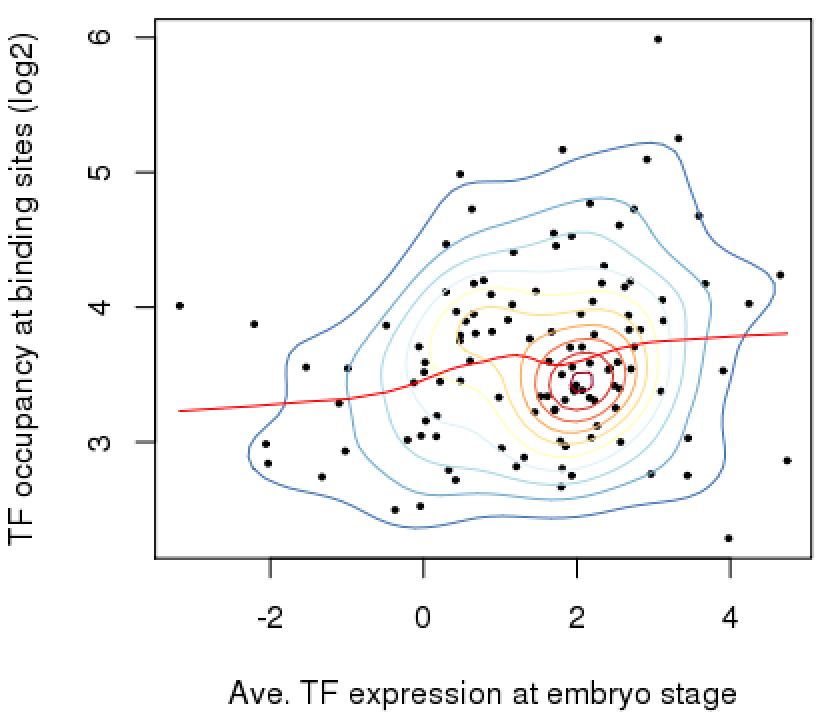 TF occupancy at binding sites (log2)
6
5
4
3
-2 0 2 4
Ave. TF expression at embryo stage